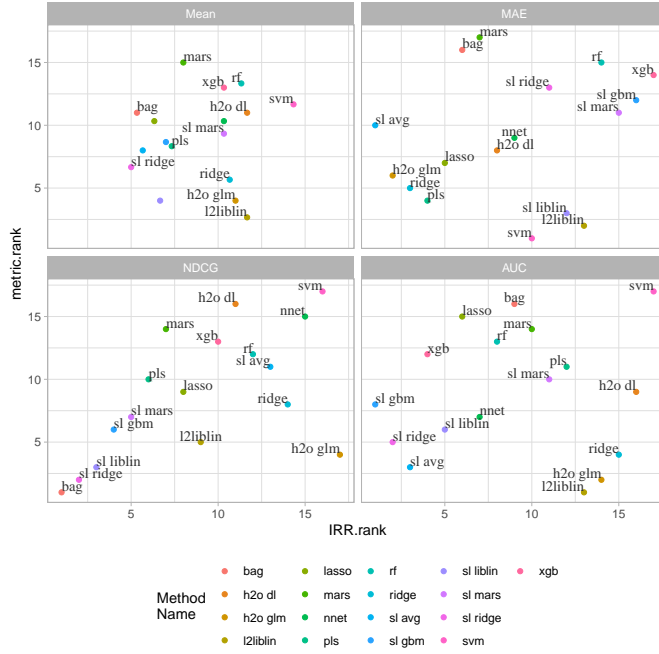 Mean
MAE
mars
xgb
rf
svm
bag
h2o dl
sl mars
pls
sl ridge
ridge
h2o glm
l2liblin
15
10
5
mars
bag
rf
xgb
sl ridge
sl gbm
sl mars
sl avg
nnet
h2o dl
lasso
h2o glm
ridge
pls
sl liblin
l2liblin
svm
metric.rank
NDCG
AUC
svm
h2o dl
nnet
mars
xgb
rf
sl avg
pls
lasso
ridge
sl mars
sl gbm
l2liblin
h2o glm
sl liblin
sl ridge
bag
15
10
5
svm
bag
lasso
mars
rf
xgb
pls
sl mars
h2o dl
sl gbm
nnet
sl liblin
sl ridge
ridge
sl avg
h2o glm
l2liblin
5 10 15 5 10 15
IRR.rank
Method
Name
bag lasso rf sl liblin xgb
h2o dl mars ridge sl mars
h2o glm nnet sl avg sl ridge
l2liblin pls sl gbm svm